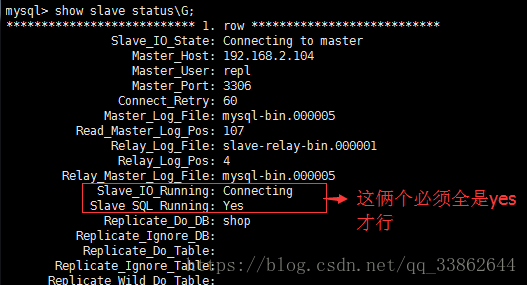 mysql> show slave status\G;
*************************** 1. row ***************************
Slave_IO_State: Connecting to master
Master_Host: 192.168.2.104
Master_User: repl
Master_Port: 3306
Connect_Retry: 60
Master_Log_File: mysql-bin.000005
Read_Master_Log_Pos: 107
Relay_Log_File: slave-relay-bin.000001
Relay_Log_Pos: 4
Relay_Master_Log_File: mysql-bin.000005
Slave_IO_Running: Connecting
Slave_SQL_Running: Yes
这俩个必须全是yes
才行
Replicate_Do_DB: shop
Replicate_Ignore_DB:
Replicate_Do_Table:
Replicate_Ignore_Table:
Replicate_Wild_Do_Table:
https://blog.csdn.net/qq_33862644